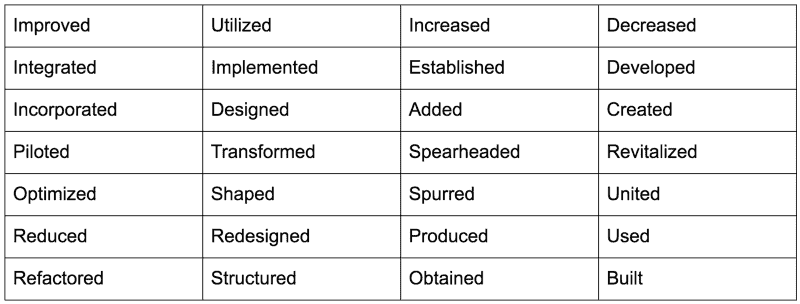 Improved Utilized Increased Decreased
Integrated Implemented Established Developed
Incorporated Designed Added Created
Piloted Transformed Spearheaded Revitalized
Optimized Shaped Spurred United
Reduced Redesigned Produced Used
Refactored Structured Obtained Built